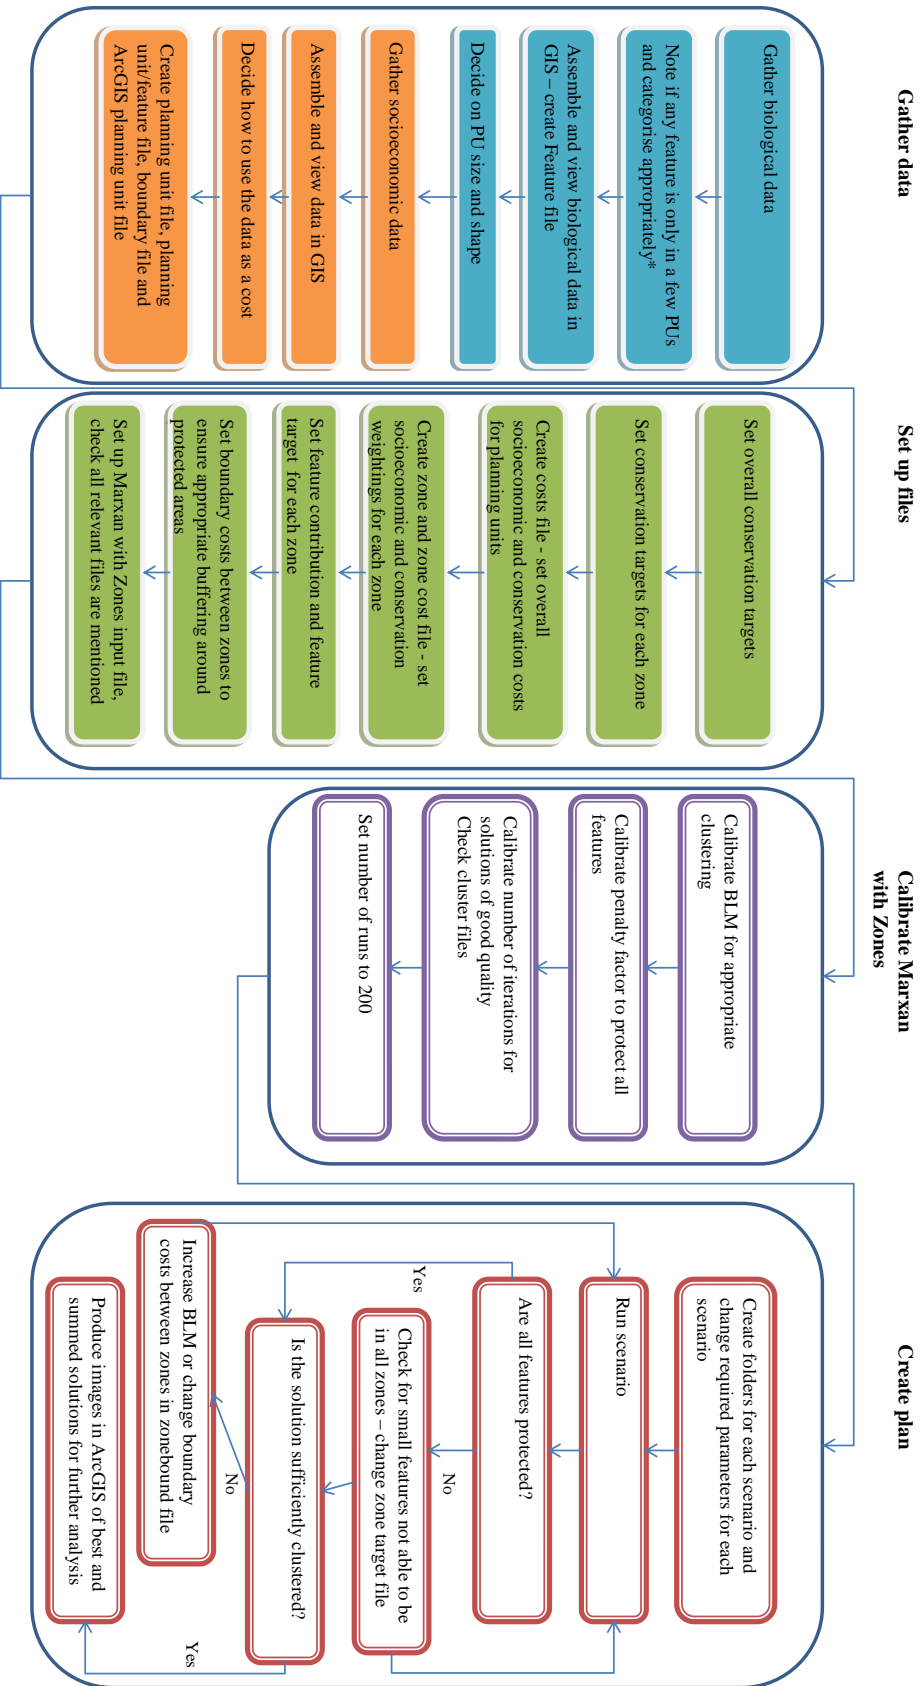 Gather data
Gather biological data
Note if any feature is only in a few PUs
and categorise appropriately*
Assemble and view biological data in
GIS – create Feature file
Decide on PU size and shape
Gather socioeconomic data
Assemble and view data in GIS
Decide how to use the data as a cost
Create planning unit file, planning
unit/feature file, boundary file and
ArcGIS planning unit file
Set up files
Set overall conservation targets
Set conservation targets for each zone
Create costs file - set overall
socioeconomic and conservation costs
for planning units
Create zone and zone cost file - set
socioeconomic and conservation
weightings for each zone
Set feature contribution and feature
target for each zone
Set boundary costs between zones to
ensure appropriate buffering around
protected areas
Set up Marxan with Zones input file,
check all relevant files are mentioned
Calibrate Marxan
with Zones
Calibrate BLM for appropriate
clustering
Calibrate penalty factor to protect all
features
Calibrate number of iterations for
solutions of good quality
Check cluster files
Set number of runs to 200
Create plan
Create folders for each scenario and
change required parameters for each
scenario
Run scenario
Are all features protected?
Yes
No
Check for small features not able to be
in all zones – change zone target file
Is the solution sufficiently clustered?
No
Yes
Increase BLM or change boundary
costs between zones in zonebound file
Produce images in ArcGIS of best and
summed solutions for further analysis